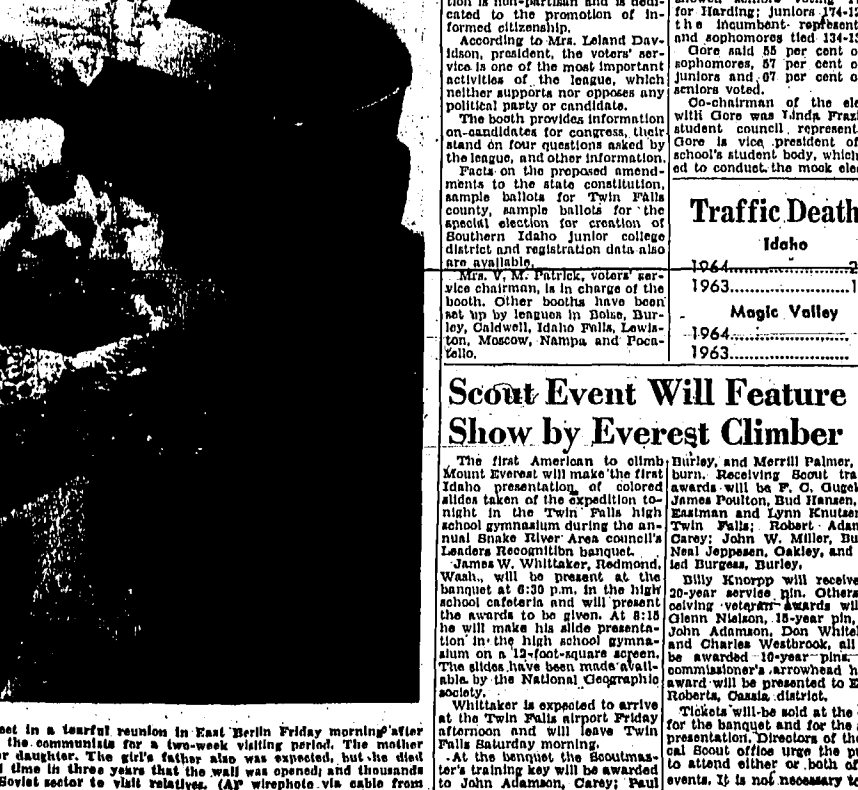 tion is non-partisan and is dedi-
cated to the promotion of in-
formed citizenship.
According to Mrs. Leland Dav-
idson, president, the voters' ser-
vice is one of the most important
activities of the league, which
neither supports nor opposes any
political party or candidate.
The booth provides information
on candidates for congress, their
stand on four questions asked by
the league, and other information.
Facts on the proposed amend-
ments to the state constitution,
sample ballots for Twin Falls
county, sample ballots for the
special election for creation of
Southern Idaho junior college
district and registration data also
are available.
Mrs. V. M. Patrick, voters' ser-
vice chairman, is in charge of the
booth. Other booths have been
set up by leagues in Boise, Bur-
ley, Caldwell, Idaho Falls, Lewis-
ton, Moscow, Nampa and Poca-
tello.
for Harding; juniors 174-13
the incumbent represent
and sophomores tied 134-13
Gore said 55 per cent o
sophomores, 57 per cent o
juniors and 67 per cent o
seniors voted.
Co-chairman of the ele
with Gore was Linda Fraz
student council represent
Gore is vice president of
school's student body, which
ed to conduct the mock elec
Traffic Death
Idaho
1964..........2
1963..........1
Magic Valley
1964..........
1963..........
Scout Event Will Feature
Show by Everest Climber
The first American to climb
Mount Everest will make the first
Idaho presentation of colored
slides taken of the expedition to-
night in the Twin Falls high
school gymnasium during the an-
nual Snake River Area council's
Leaders Recognition banquet.
James W. Whittaker, Redmond,
Wash., will be present at the
banquet at 6:30 p.m. in the high
school cafeteria and will present
the awards to be given. At 8:15
he will make his slide presenta-
tion in the high school gymna-
sium on a 12-foot-square screen.
The slides have been made avail-
able by the National Geographic
society.
Whittaker is expected to arrive
at the Twin Falls airport Friday
afternoon and will leave Twin
Falls Saturday morning.
At the banquet the Scoutmas-
ter's training key will be awarded
to John Adamson, Carey; Paul
Burley, and Merrill Palmer,
burn. Receiving Scout tra
awards will be F. C. Gugel
James Poulton, Bud Hansen,
Eastman and Lynn Knutsen
Twin Falls; Robert Adam
Carey; John W. Miller, Bu
Neal Jeppesen, Oakley, and
led Burgess, Burley.
Billy Knorpp will receive
20-year service pin. Others
ceiving veteran awards wil
Glenn Nielson, 15-year pin,
John Adamson, Don Whitel
and Charles Westbrook, all
be awarded 10-year pins.
commissioner's arrowhead h
award will be presented to E
Roberts, Cassia district.
Tickets will be sold at the
for the banquet and for the s
presentation. Directors of the
cal Scout office urge the pu
to attend either or both of
events. It is not necessary to
eet in a tearful reunion in East Berlin Friday morning after
the communists for a two-week visiting period. The mother
r daughter. The girl's father also was expected, but he died
l time in three years that the wall was opened; and thousands
Soviet sector to visit relatives. (AP wirephoto via cable from